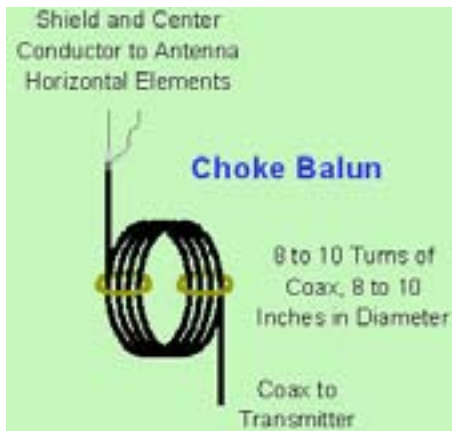 Shield and Center
Conductor to Antenna
Horizontal Elements
Choke Balun
8 to 10 Turns of
Coax, 8 to 10
Inches in Diameter
Coax to
Transmitter